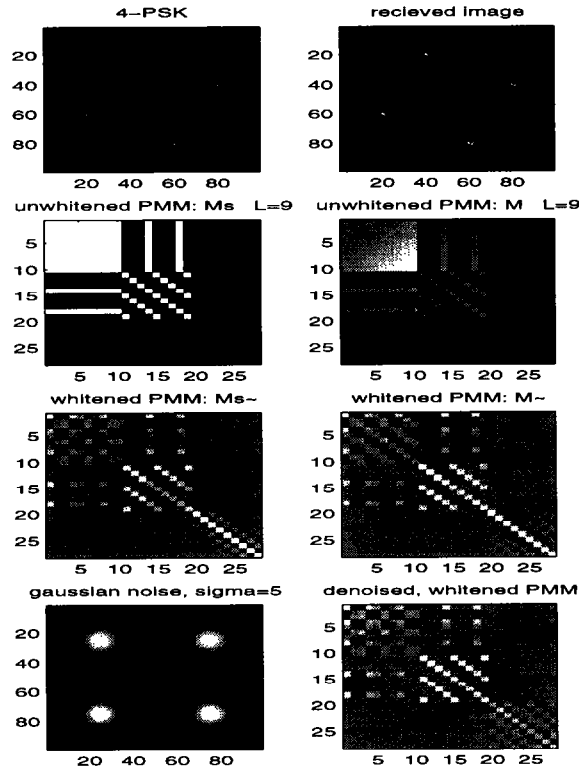 4-PSK
recieved image
20
40
60
80
20 40 60 80
20
40
60
80
20 40 60 80
unwhitened PMM: Ms L=9
unwhitened PMM: M L=9
5
10
15
20
25
5 10 15 20 25
5
10
15
20
25
5 10 15 20 25
whitened PMM: Ms~
whitened PMM: M~
5
10
15
20
25
5 10 15 20 25
5
10
15
20
25
5 10 15 20 25
gaussian noise, sigma=5
denoised, whitened PMM
20
40
60
80
20 40 60 80
5
10
15
20
25
5 10 15 20 25